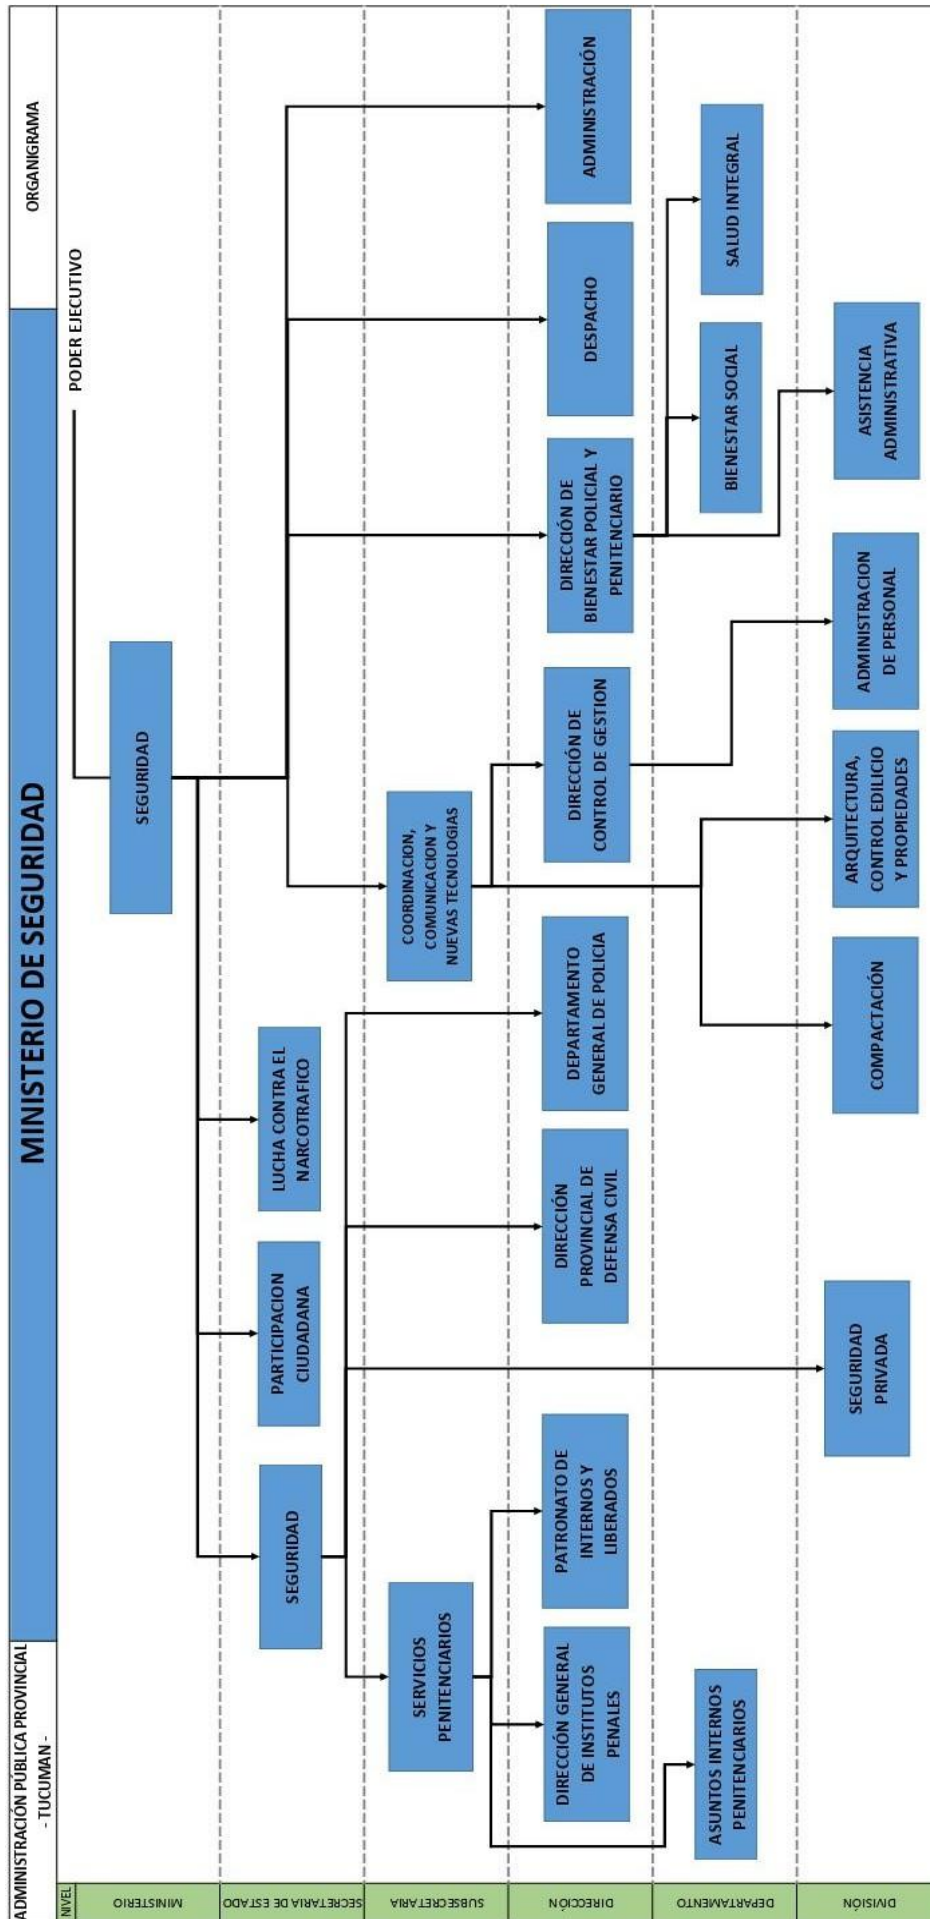 ADMINISTRACIÓN PÚBLICA PROVINCIAL
- TUCUMAN -
MINISTERIO DE SEGURIDAD
ORGANIGRAMA
NIVEL
PODER EJECUTIVO
MINISTERIO
SEGURIDAD
SECRETARIA DE ESTADO
SEGURIDAD
PARTICIPACION
CIUDADANA
LUCHA CONTRA EL
NARCOTRAFICO
SUBSECRETARIA
SERVICIOS
PENITENCIARIOS
COORDINACION,
COMUNICACION Y
NUEVAS TECNOLOGIAS
DIRECCIÓN
DIRECCIÓN GENERAL
DE INSTITUTOS
PENALES
PATRONATO DE
INTERNOS Y
LIBERADOS
DIRECCIÓN
PROVINCIAL DE
DEFENSA CIVIL
DEPARTAMENTO
GENERAL DE POLICIA
DIRECCIÓN DE
CONTROL DE GESTION
DIRECCIÓN DE
BIENESTAR POLICIAL Y
PENITENCIARIO
DESPACHO
ADMINISTRACIÓN
DEPARTAMENTO
ASUNTOS INTERNOS
PENITENCIARIOS
BIENESTAR SOCIAL
SALUD INTEGRAL
DIVISIÓN
SEGURIDAD
PRIVADA
COMPACTACIÓN
ARQUITECTURA,
CONTROL EDILICIO
Y PROPIEDADES
ADMINISTRACION
DE PERSONAL
ASISTENCIA
ADMINISTRATIVA